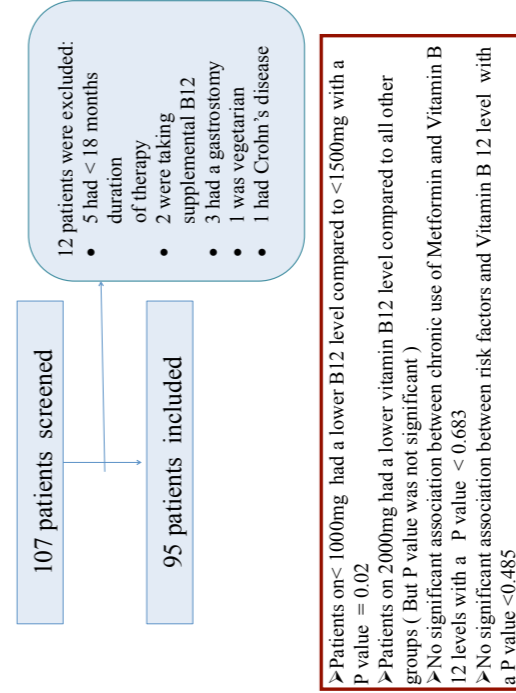 107 patients screened
95 patients included
12 patients were excluded:
• 5 had < 18 months
duration
of therapy
• 2 were taking
supplemental B12
• 3 had a gastrostomy
• 1 was vegetarian
• 1 had Crohn's disease
➢Patients on< 1000mg had a lower B12 level compared to <1500mg with a
P value = 0.02
➢Patients on 2000mg had a lower vitamin B12 level compared to all other
groups ( But P value was not significant )
➢No significant association between chronic use of Metformin and Vitamin B
12 levels with a P value < 0.683
➢No significant association between risk factors and Vitamin B 12 level with
a P value <0.485